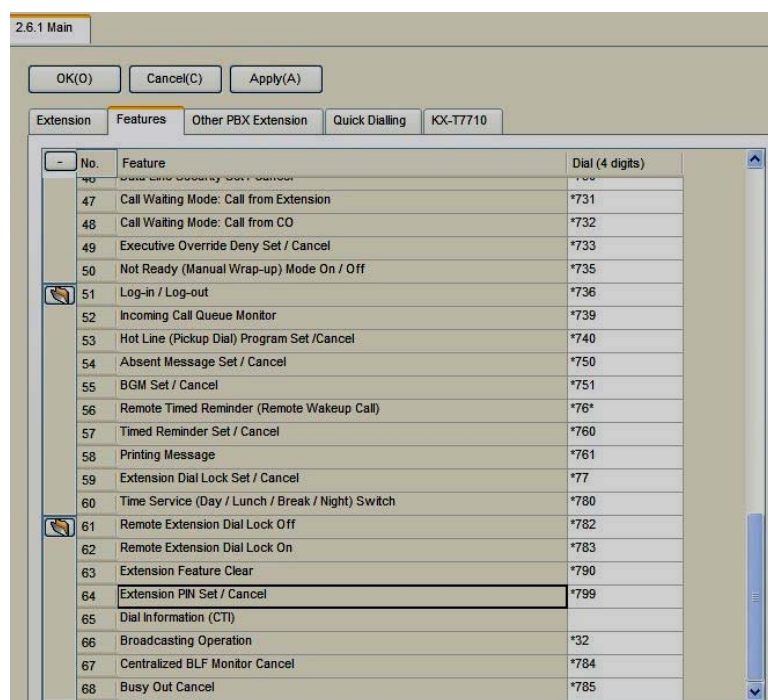 2.6.1 Main
OK(O) Cancel(C) Apply(A)
Extension Features Other PBX Extension Quick Dialling KX-T7710
- No. Feature Dial (4 digits)
47 Call Waiting Mode: Call from Extension *731
48 Call Waiting Mode: Call from CO *732
49 Executive Override Deny Set / Cancel *733
50 Not Ready (Manual Wrap-up) Mode On / Off *735
51 Log-in / Log-out *736
52 Incoming Call Queue Monitor *739
53 Hot Line (Pickup Dial) Program Set /Cancel *740
54 Absent Message Set / Cancel *750
55 BGM Set / Cancel *751
56 Remote Timed Reminder (Remote Wakeup Call) *76*
57 Timed Reminder Set / Cancel *760
58 Printing Message *761
59 Extension Dial Lock Set / Cancel *77
60 Time Service (Day / Lunch / Break / Night) Switch *780
61 Remote Extension Dial Lock Off *782
62 Remote Extension Dial Lock On *783
63 Extension Feature Clear *790
64 Extension PIN Set / Cancel *799
65 Dial Information (CTI)
66 Broadcasting Operation *32
67 Centralized BLF Monitor Cancel *784
68 Busy Out Cancel *785